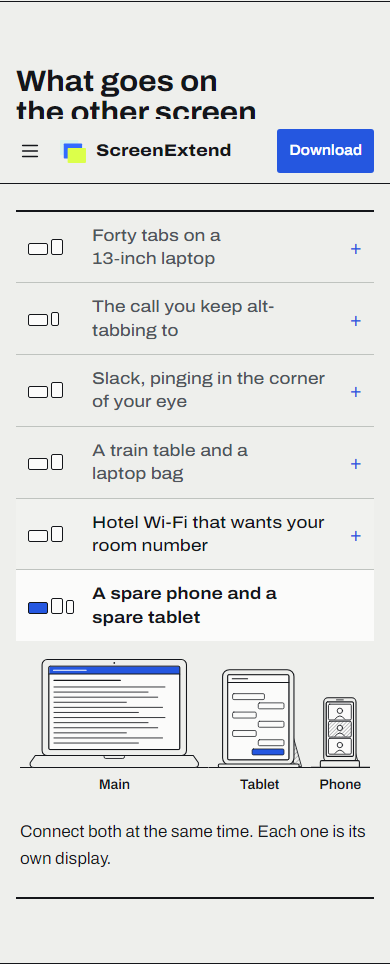 What goes on
the other screen
ScreenExtend
Download
Forty tabs on a
13-inch laptop
+
The call you keep alt-
tabbing to
+
Slack, pinging in the corner
of your eye
+
A train table and a
laptop bag
+
Hotel Wi-Fi that wants your
room number
+
A spare phone and a
spare tablet
Main
Tablet
Phone
Connect both at the same time. Each one is its
own display.